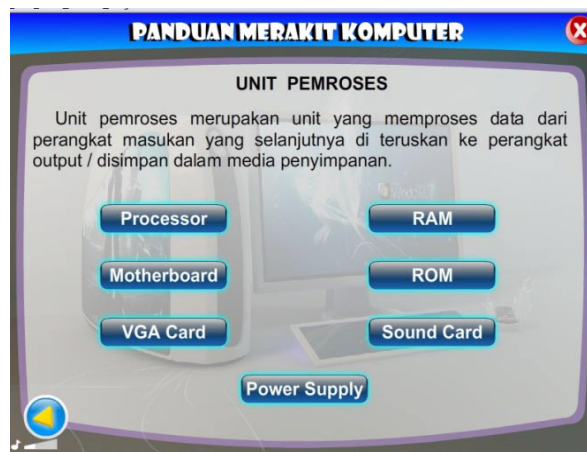 PANDUAN MERAKIT KOMPUTER
X
UNIT PEMROSES
Unit pemroses merupakan unit yang memproses data dari
perangkat masukan yang selanjutnya di teruskan ke perangkat
output / disimpan dalam media penyimpanan.
Processor
RAM
Motherboard
ROM
VGA Card
Sound Card
Power Supply